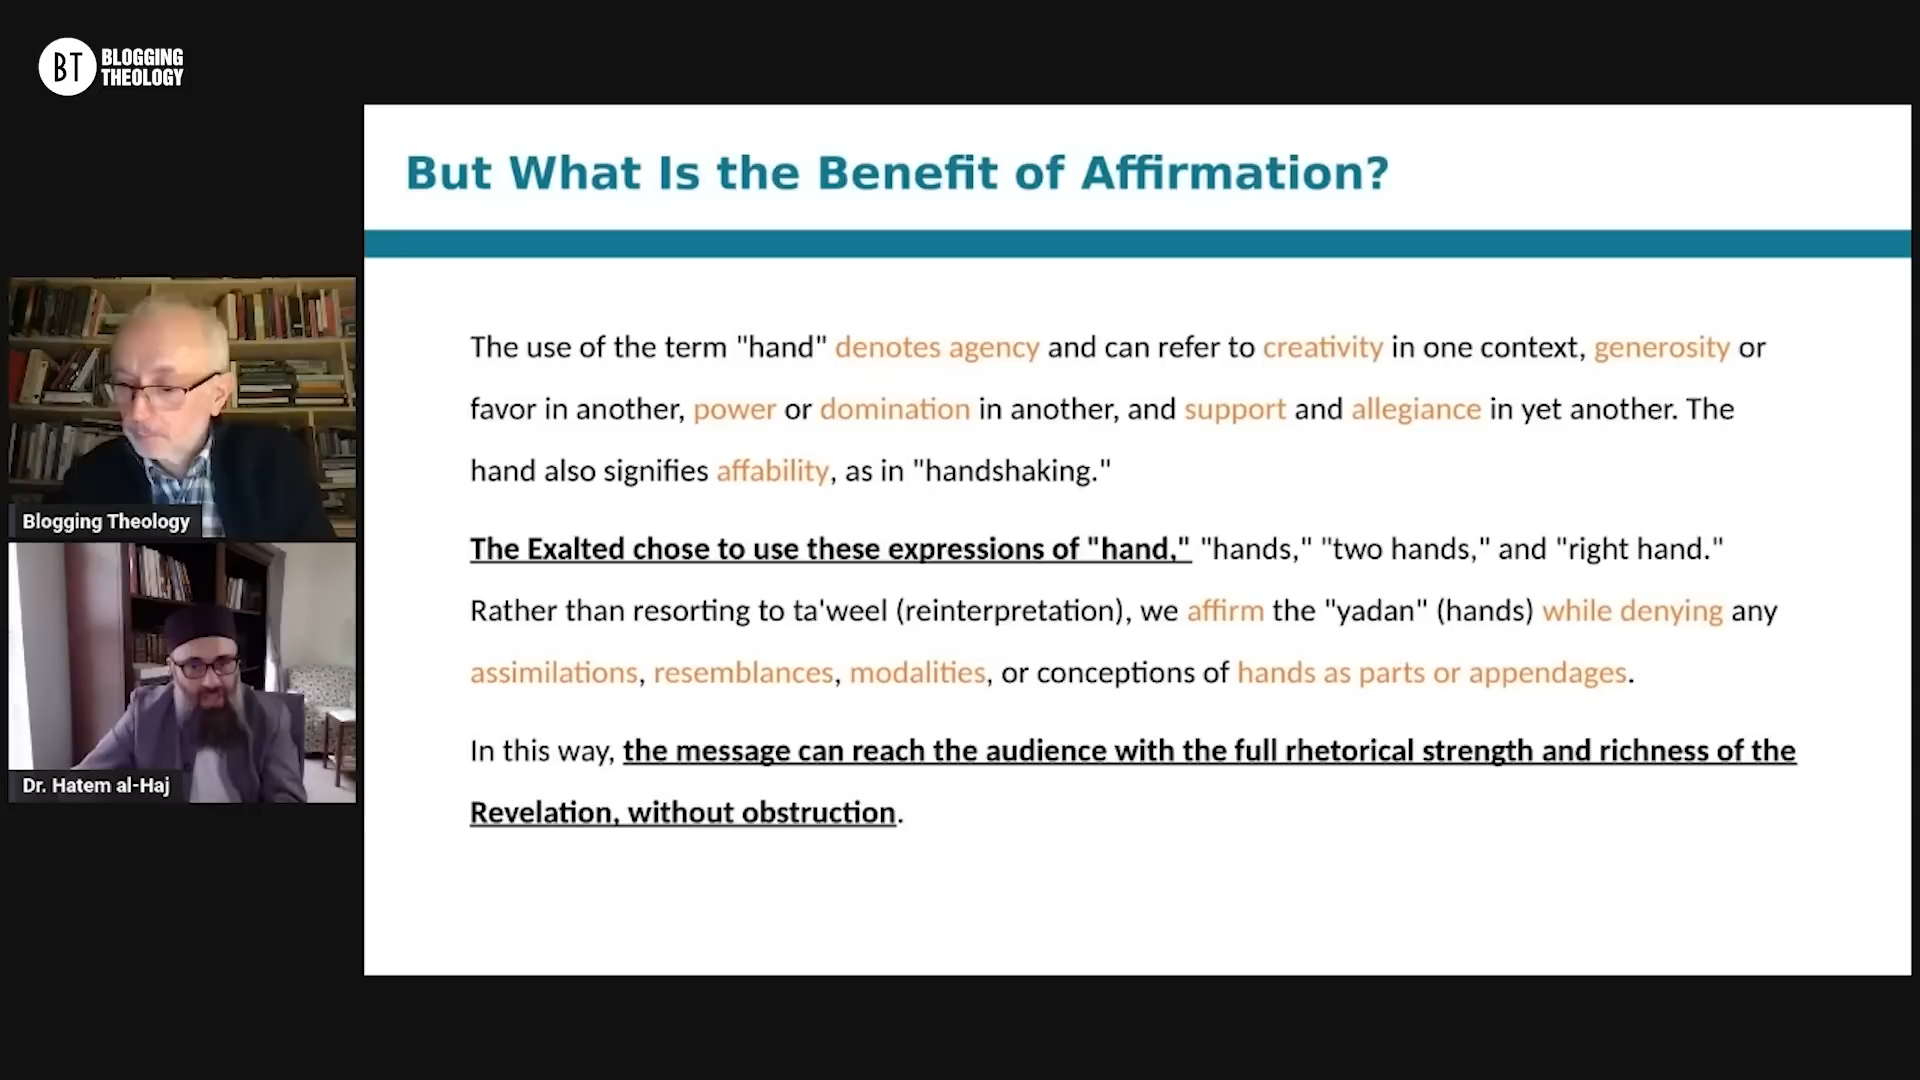 BT BLOGGING
THEOLOGY
But What Is the Benefit of Affirmation?
The use of the term "hand" denotes agency and can refer to creativity in one context, generosity or
favor in another, power or domination in another, and support and allegiance in yet another. The
hand also signifies affability, as in "handshaking."
The Exalted chose to use these expressions of "hand," "hands," "two hands," and "right hand."
Rather than resorting to ta'weel (reinterpretation), we affirm the "yadan" (hands) while denying any
assimilations, resemblances, modalities, or conceptions of hands as parts or appendages.
In this way, the message can reach the audience with the full rhetorical strength and richness of the
Revelation, without obstruction.
Blogging Theology
Dr. Hatem al-Haj